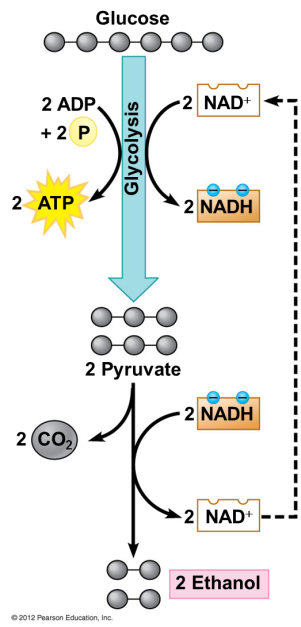 Glucose
2 ADP
+ 2 P
2 ATP
Glycolysis
2 NAD⁺
2 NADH
2 Pyruvate
2 NADH
2 CO₂
2 NAD⁺
2 Ethanol
© 2012 Pearson Education, Inc.